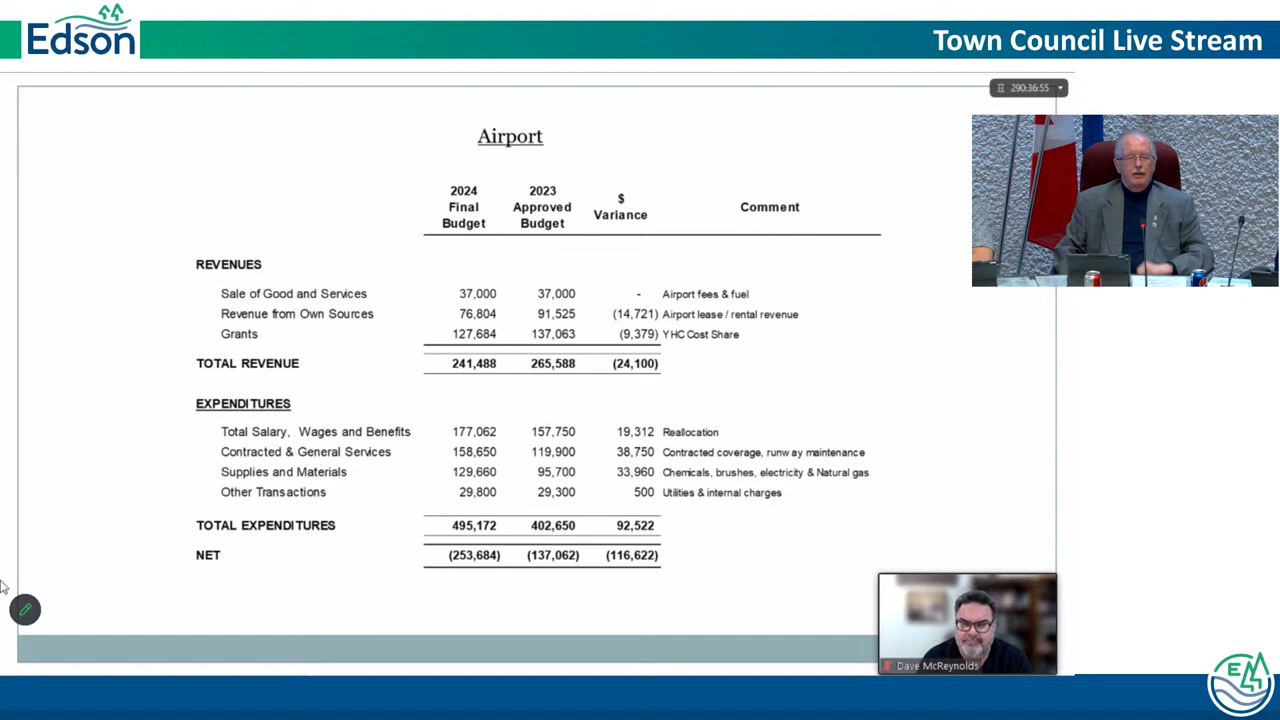 Edson
Town Council Live Stream
290:36:55
Airport
2024 Final Budget
2023 Approved Budget
$ Variance
Comment
REVENUES
Sale of Good and Services 37,000 37,000 - Airport fees & fuel
Revenue from Own Sources 76,804 91,525 (14,721) Airport lease / rental revenue
Grants 127,684 137,063 (9,379) YHC Cost Share
TOTAL REVENUE 241,488 265,588 (24,100)
EXPENDITURES
Total Salary, Wages and Benefits 177,062 157,750 19,312 Reallocation
Contracted & General Services 158,650 119,900 38,750 Contracted coverage, runway maintenance
Supplies and Materials 129,660 95,700 33,960 Chemicals, brushes, electricity & Natural gas
Other Transactions 29,800 29,300 500 Utilities & internal charges
TOTAL EXPENDITURES 495,172 402,650 92,522
NET (253,684) (137,062) (116,622)
Dave McReynolds